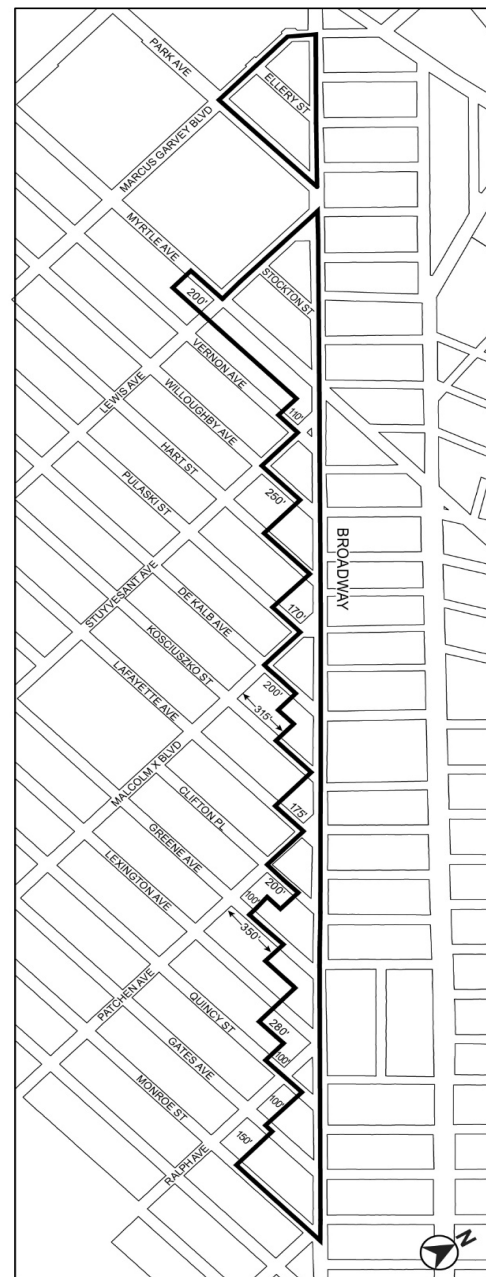 PARK AVE
ELLERY ST
MARCUS GARVEY BLVD
MYRTLE AVE
STOCKTON ST
200'
VERNON AVE
LEWIS AVE
WILLOUGHBY AVE
110'
HART ST
PULASKI ST
250'
BROADWAY
STUYVESANT AVE
DE KALB AVE
170'
KOSCIUSZKO ST
LAFAYETTE AVE
200'
315'
MALCOLM X BLVD
CLIFTON PL
175'
GREENE AVE
LEXINGTON AVE
200'
100'
350'
PATCHEN AVE
QUINCY ST
280'
100'
GATES AVE
MONROE ST
100'
150'
RALPH AVE
N